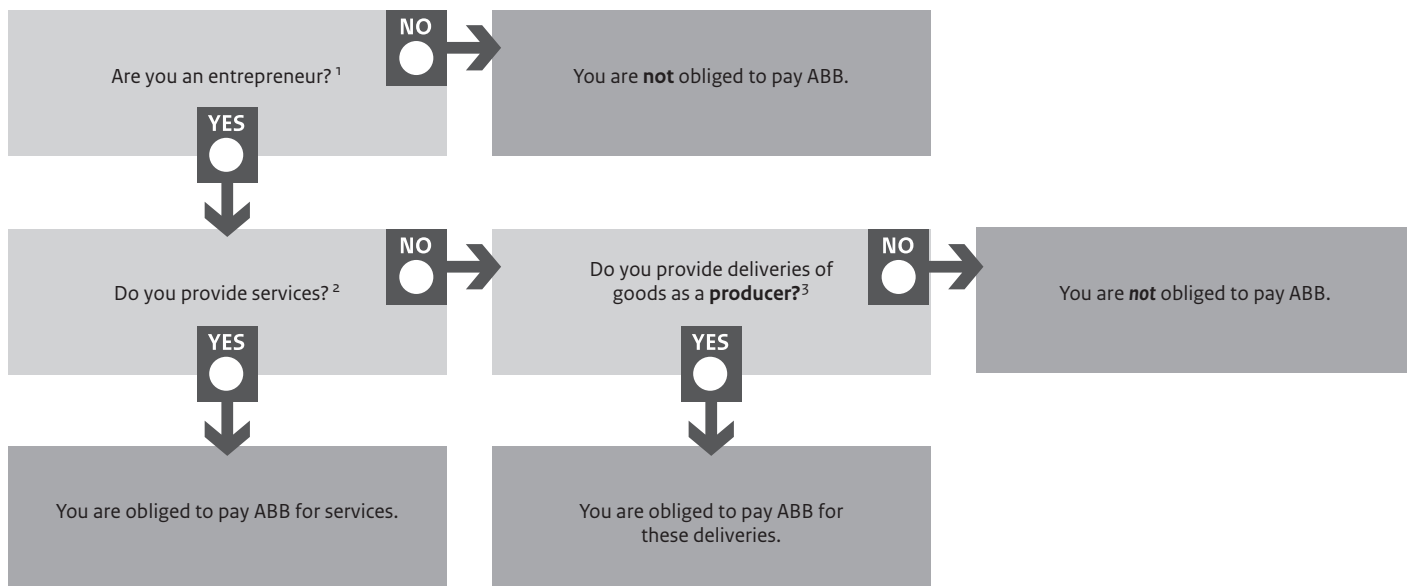 Are you an entrepreneur? ¹
NO
You are not obliged to pay ABB.
YES
Do you provide services? ²
NO
Do you provide deliveries of
goods as a producer?³
NO
You are not obliged to pay ABB.
YES
YES
You are obliged to pay ABB for services.
You are obliged to pay ABB for
these deliveries.